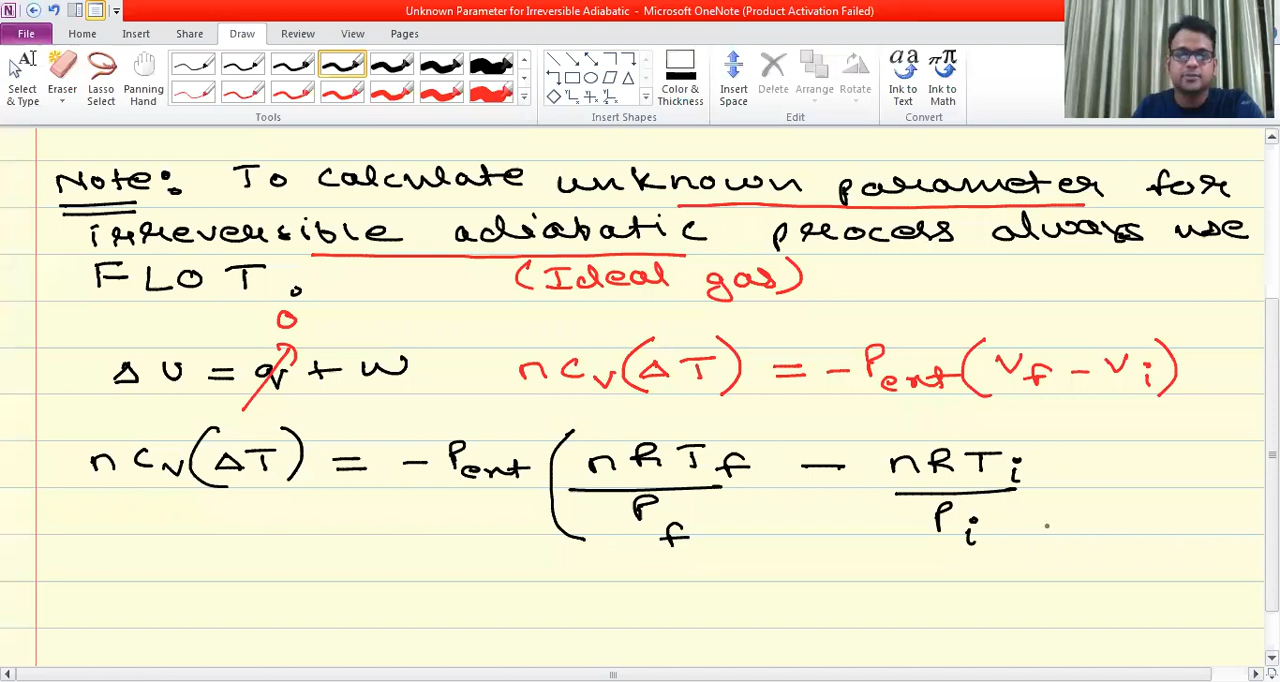 Unknown Parameter for Irreversible Adiabatic - Microsoft OneNote (Product Activation Failed)
File Home Insert Share Draw Review View Pages
Select & Type Eraser Lasso Select Panning Hand Color & Thickness Insert Space Delete Arrange Rotate Ink to Text Ink to Math
Tools Insert Shapes Edit Convert
Note: To calculate unknown parameter for
irreversible adiabatic process always use
FLOT.
(Ideal gas)
0
ΔU = q + w
nCv(ΔT) = -Pext(Vf - Vi)
nCv(ΔT) = -Pext(nRTf/Pf - nRTi/Pi